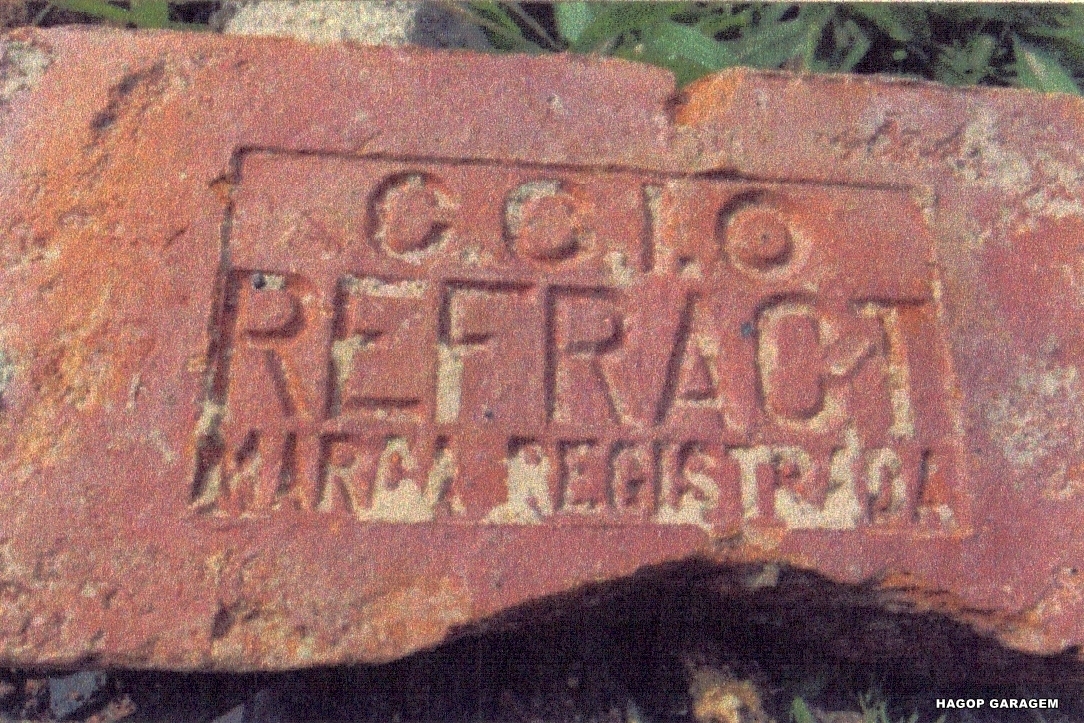 C.C.I.O
REFRACT
MARCA REGISTRADA
HAGOP GARAGEM